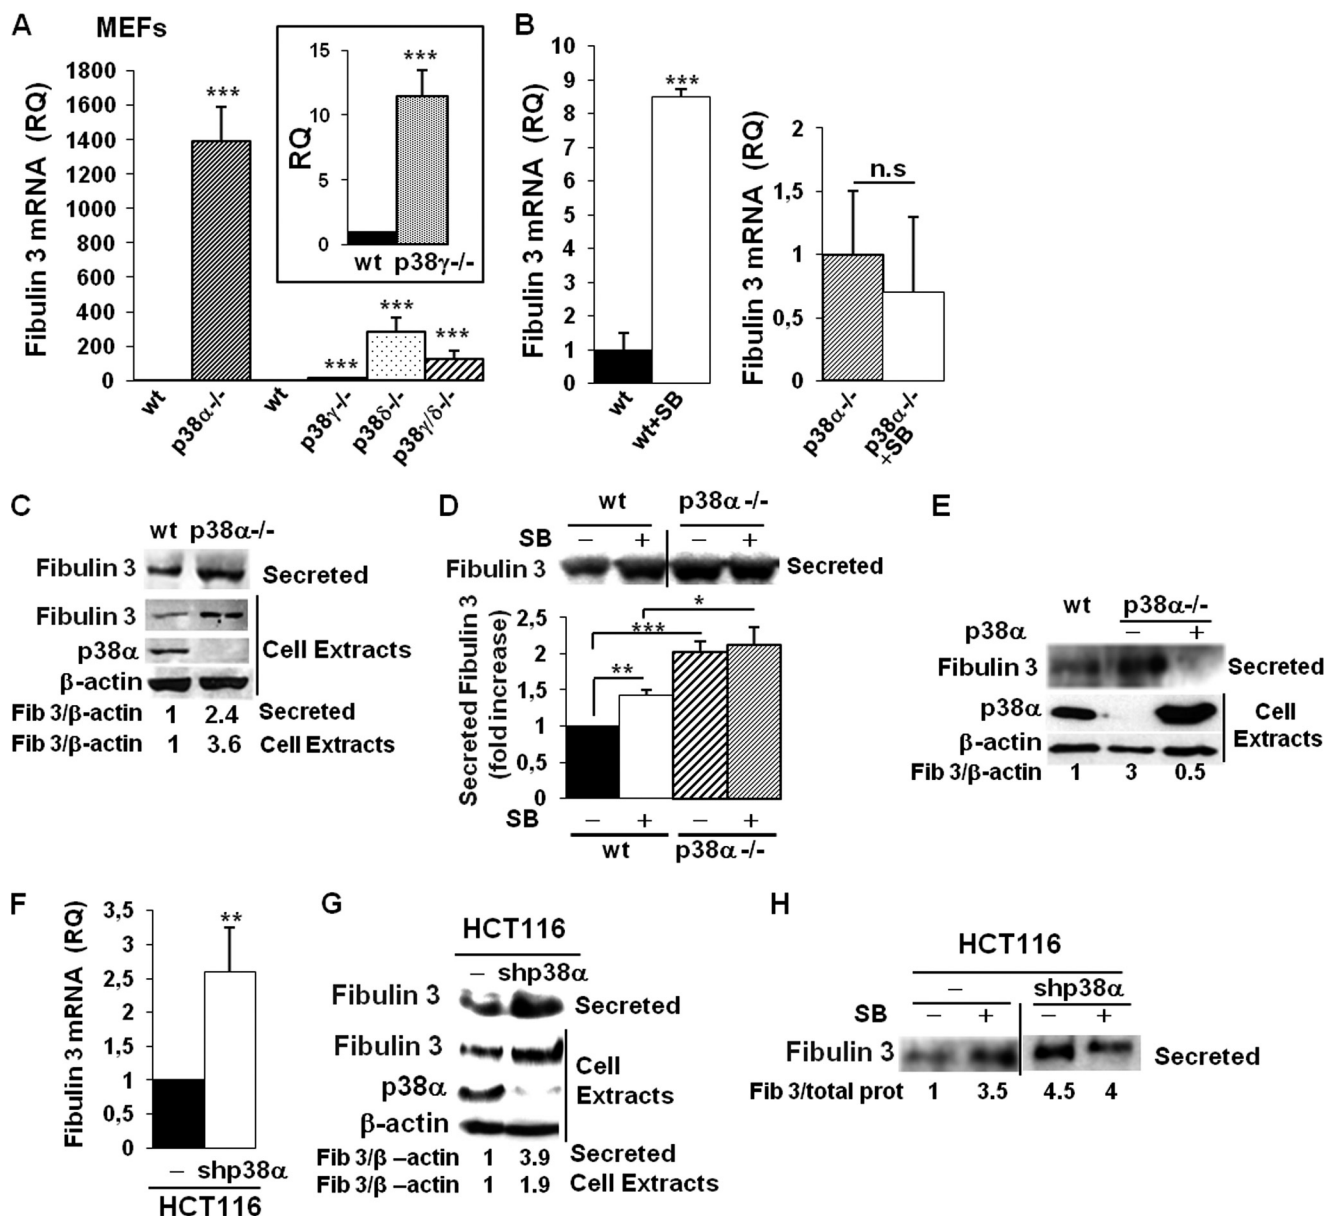 A MEFs
Fibulin 3 mRNA (RQ)
1800
1600
1400
1200
1000
800
600
400
200
0
***
***
***
***
wt
p38α-/-
wt
p38γ-/-
p38δ-/-
p38γ/δ-/-
RQ
15
10
5
0
***
wt p38γ-/-
B
Fibulin 3 mRNA (RQ)
10
9
8
7
6
5
4
3
2
1
0
***
wt
wt+SB
Fibulin 3 mRNA (RQ)
2
1,5
1
0,5
0
n.s
p38α-/-
p38α-/-
+SB
C
wt p38α-/-
Fibulin 3 Secreted
Fibulin 3
p38α Cell Extracts
β-actin
Fib 3/β-actin 1 2.4 Secreted
Fib 3/β-actin 1 3.6 Cell Extracts
D
wt p38α-/-
SB – + – +
Fibulin 3 Secreted
Secreted Fibulin 3
(fold increase)
2,5
2
1,5
1
0,5
0
*
***
**
SB – + – +
wt p38α-/-
E
wt p38α-/-
p38α – +
Fibulin 3 Secreted
p38α Cell
β-actin Extracts
Fib 3/β-actin 1 3 0.5
F
Fibulin 3 mRNA (RQ)
3,5
3
2,5
2
1,5
1
0,5
0
**
– shp38α
HCT116
G
HCT116
– shp38α
Fibulin 3 Secreted
Fibulin 3 Cell
p38α Extracts
β-actin
Fib 3/β –actin 1 3.9 Secreted
Fib 3/β –actin 1 1.9 Cell Extracts
H
HCT116
– shp38α
SB – + – +
Fibulin 3 Secreted
Fib 3/total prot 1 3.5 4.5 4